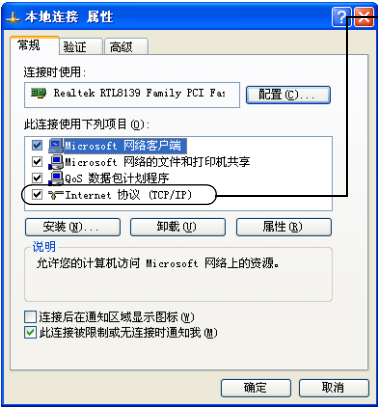 本地连接 属性
常规 验证 高级
连接时使用:
Realtek RTL8139 Family PCI Fas
配置(C)...
此连接使用下列项目(O):
Microsoft 网络客户端
Microsoft 网络的文件和打印机共享
QoS 数据包计划程序
Internet 协议 (TCP/IP)
安装(N)... 卸载(U) 属性(R)
说明
允许您的计算机访问 Microsoft 网络上的资源。
连接后在通知区域显示图标(W)
此连接被限制或无连接时通知我(M)
确定 取消